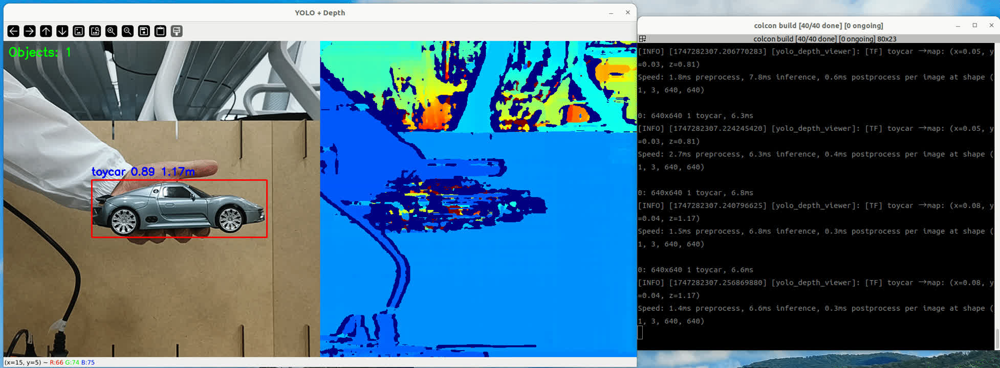 YOLO + Depth
Objects: 1
toycar 0.89 1.17m
(x=15, y=5) ~ R:66 G:74 B:75
colcon build [40/40 done] [0 ongoing]
colcon build [40/40 done] [0 ongoing] 80x23
[INFO] [1747282307.206770283] [yolo_depth_viewer]: [TF] toycar →map: (x=0.05, y
=0.03, z=0.81)
Speed: 1.8ms preprocess, 7.8ms inference, 0.6ms postprocess per image at shape (
1, 3, 640, 640)
0: 640x640 1 toycar, 6.3ms
[INFO] [1747282307.224245420] [yolo_depth_viewer]: [TF] toycar →map: (x=0.05, y
=0.03, z=0.81)
Speed: 2.7ms preprocess, 6.3ms inference, 0.4ms postprocess per image at shape (
1, 3, 640, 640)
0: 640x640 1 toycar, 6.8ms
[INFO] [1747282307.240796625] [yolo_depth_viewer]: [TF] toycar →map: (x=0.08, y
=0.04, z=1.17)
Speed: 1.5ms preprocess, 6.8ms inference, 0.3ms postprocess per image at shape (
1, 3, 640, 640)
0: 640x640 1 toycar, 6.6ms
[INFO] [1747282307.256869880] [yolo_depth_viewer]: [TF] toycar →map: (x=0.08, y
=0.04, z=1.17)
Speed: 1.4ms preprocess, 6.6ms inference, 0.3ms postprocess per image at shape (
1, 3, 640, 640)